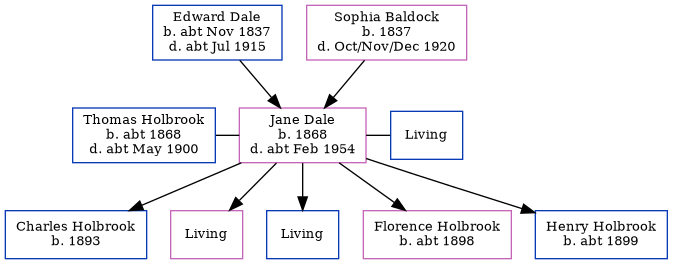 Edward Dale
b. abt Nov 1837
d. abt Jul 1915
Sophia Baldock
b. 1837
d. Oct/Nov/Dec 1920
Thomas Holbrook
b. abt 1868
d. abt May 1900
Jane Dale
b. 1868
d. abt Feb 1954
Living
Charles Holbrook
b. 1893
Living
Living
Florence Holbrook
b. abt 1898
Henry Holbrook
b. abt 1899